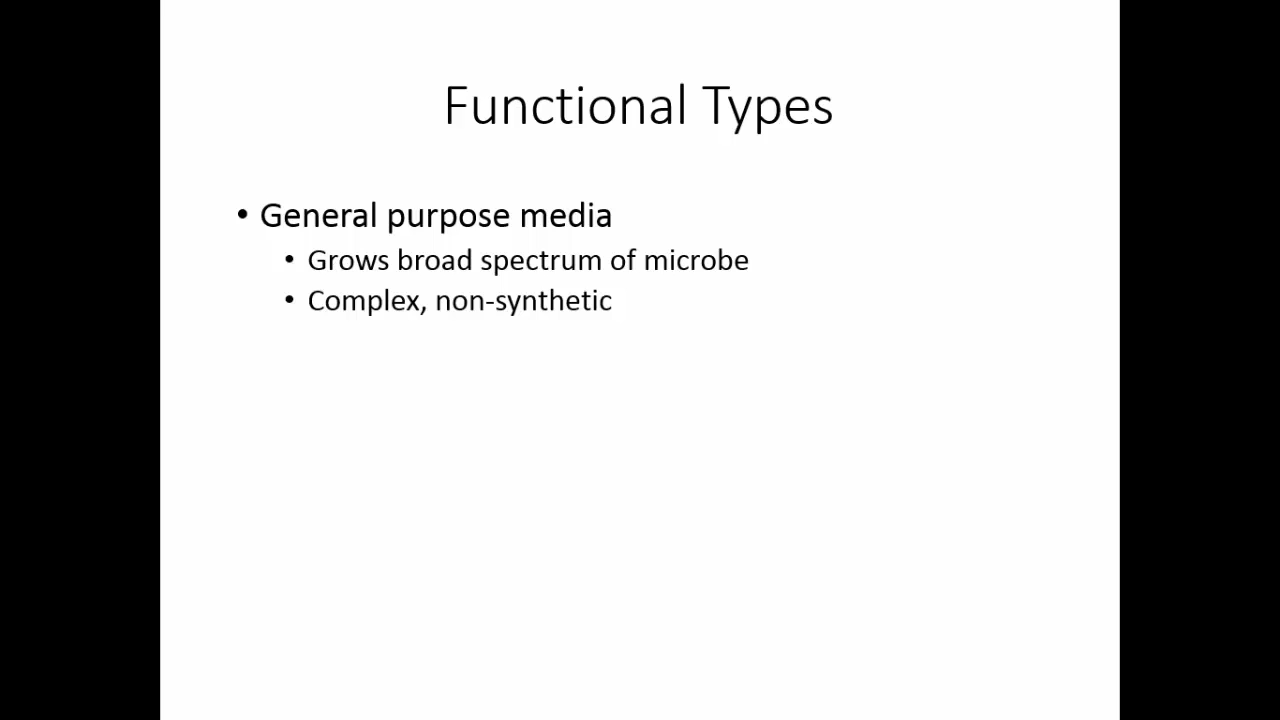 Functional Types
• General purpose media
• Grows broad spectrum of microbe
• Complex, non-synthetic